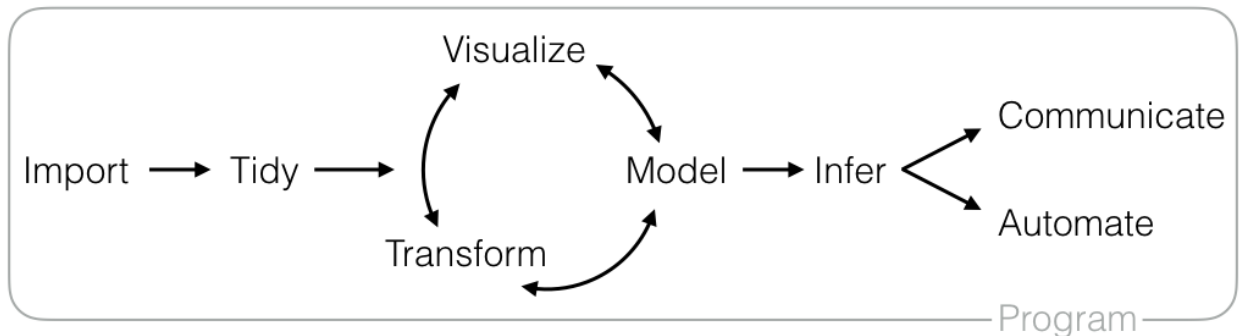 Visualize
Communicate
Import
Tidy
Model
Infer
Automate
Transform
Program